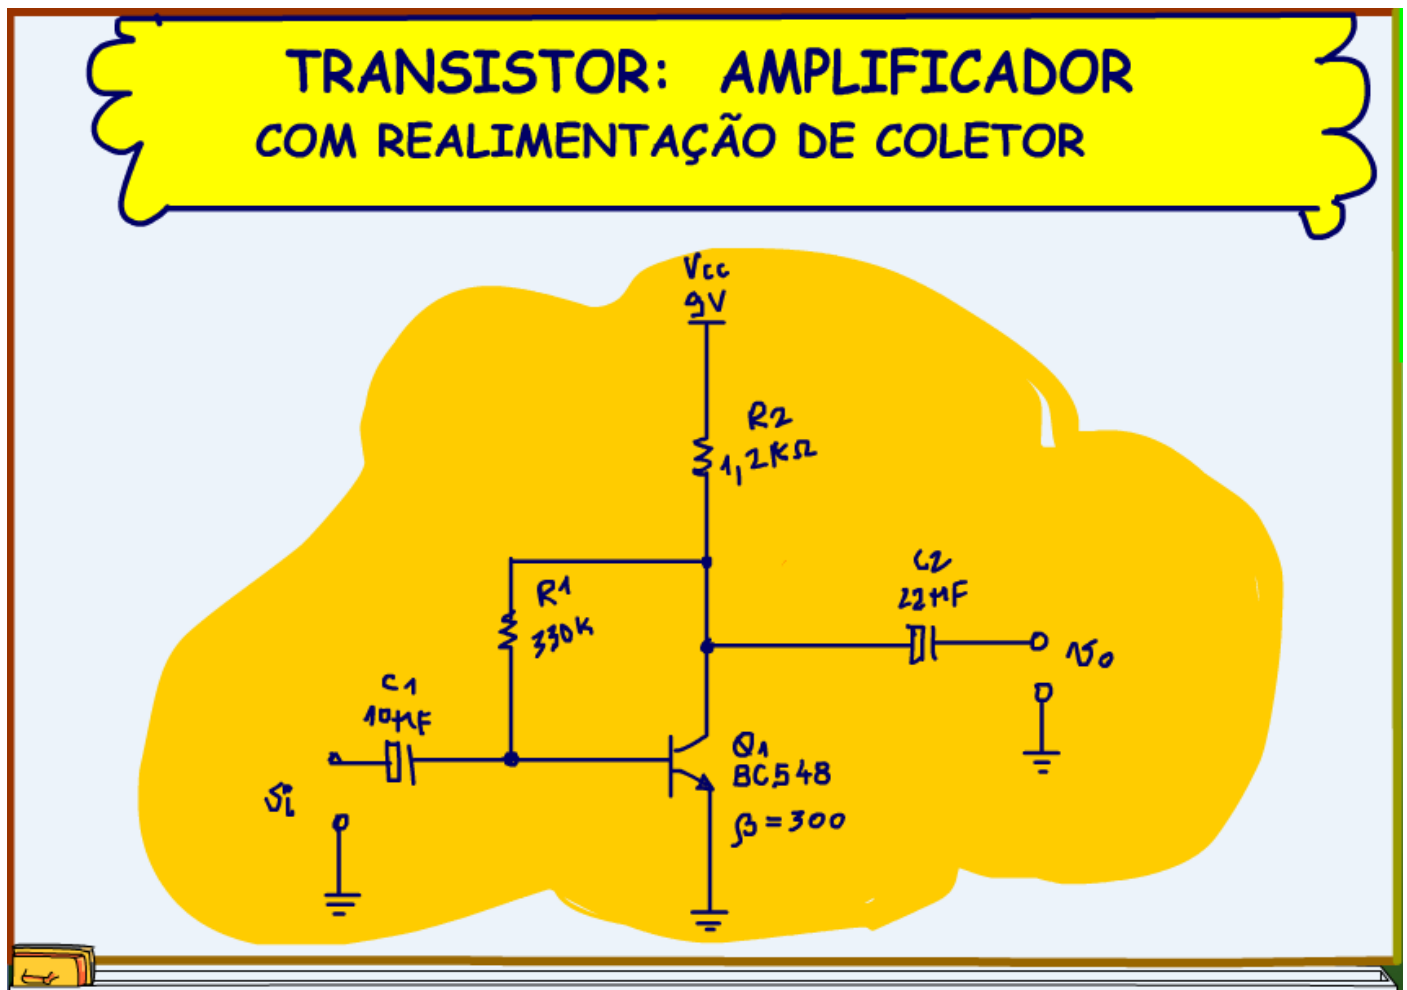 TRANSISTOR: AMPLIFICADOR
COM REALIMENTAÇÃO DE COLETOR
Vcc
9V
R2
1,2KΩ
C2
22µF
R1
330K
vo
C1
10µF
Q1
BC548
vi
β=300